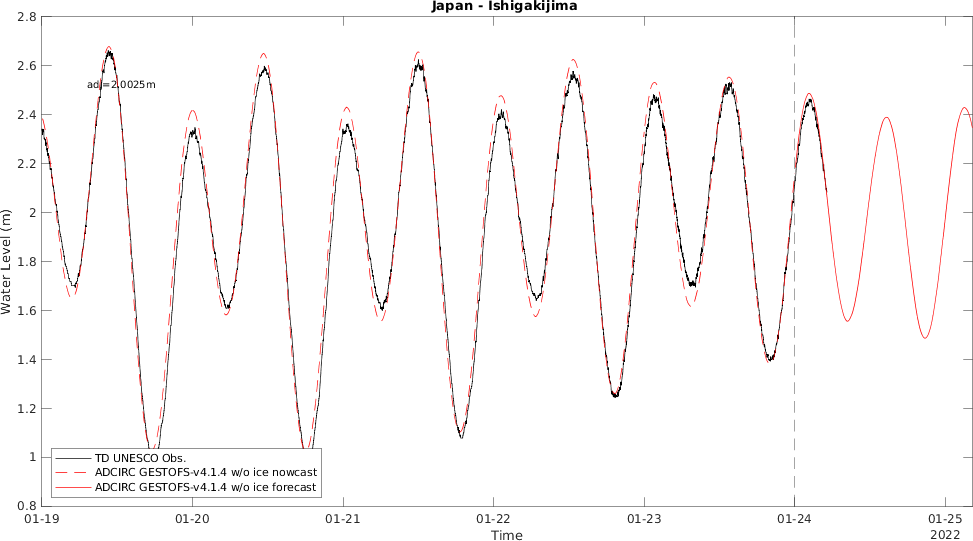 Japan - Ishigakijima
2.8
2.6
2.4
2.2
2
1.8
1.6
1.4
1.2
1
0.8
Water Level (m)
adj=2.0025m
TD UNESCO Obs.
ADCIRC GESTOFS-v4.1.4 w/o ice nowcast
ADCIRC GESTOFS-v4.1.4 w/o ice forecast
01-19 01-20 01-21 01-22 01-23 01-24 01-25
Time
2022